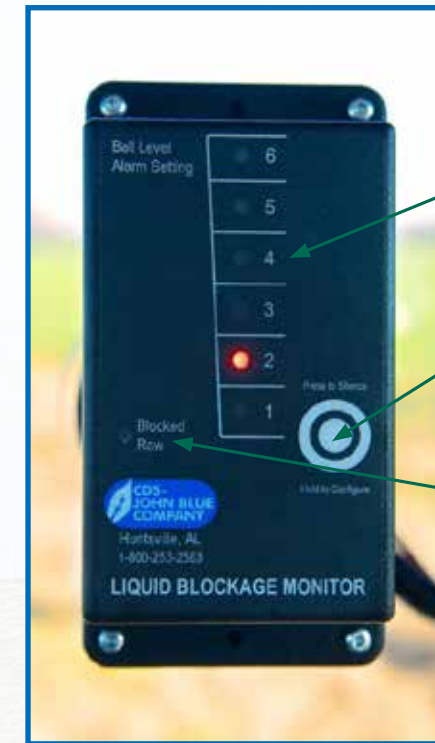 Ball Level
Alarm Setting
6
5
4
3
2
1
Press to Silence
Blocked
Row
Hold to Configure
CDS-
JOHN BLUE
COMPANY
Huntsville, AL
1-800-253-2583
LIQUID BLOCKAGE MONITOR